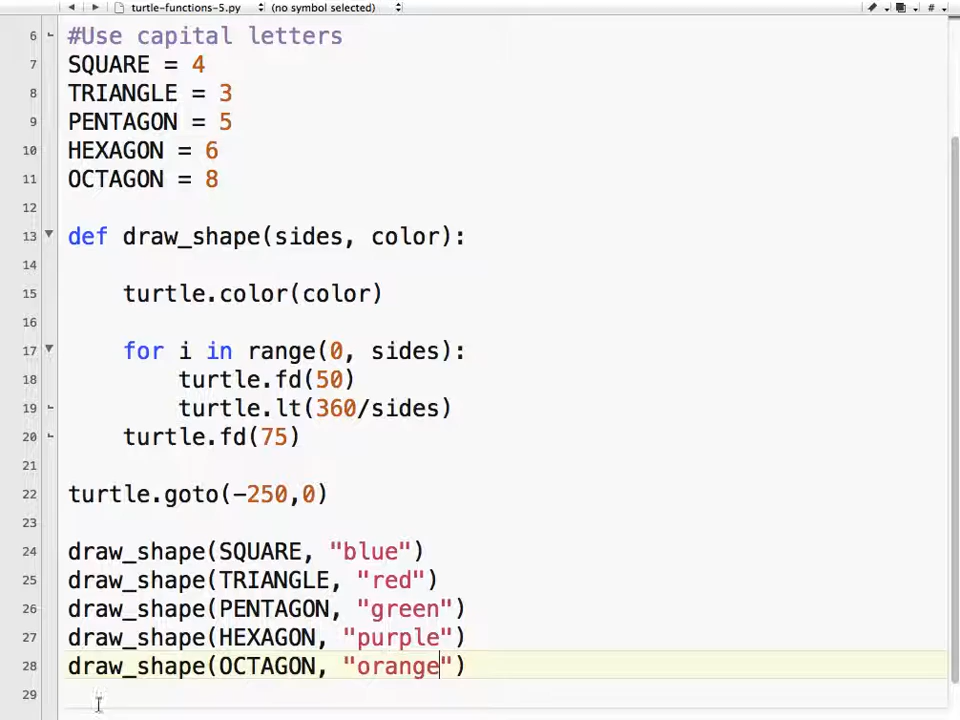 turtle-functions-5.py (no symbol selected) #
6 #Use capital letters
7 SQUARE = 4
8 TRIANGLE = 3
9 PENTAGON = 5
10 HEXAGON = 6
11 OCTAGON = 8
12
13 def draw_shape(sides, color):
14
15 turtle.color(color)
16
17 for i in range(0, sides):
18 turtle.fd(50)
19 turtle.lt(360/sides)
20 turtle.fd(75)
21
22 turtle.goto(-250,0)
23
24 draw_shape(SQUARE, "blue")
25 draw_shape(TRIANGLE, "red")
26 draw_shape(PENTAGON, "green")
27 draw_shape(HEXAGON, "purple")
28 draw_shape(OCTAGON, "orange")
29